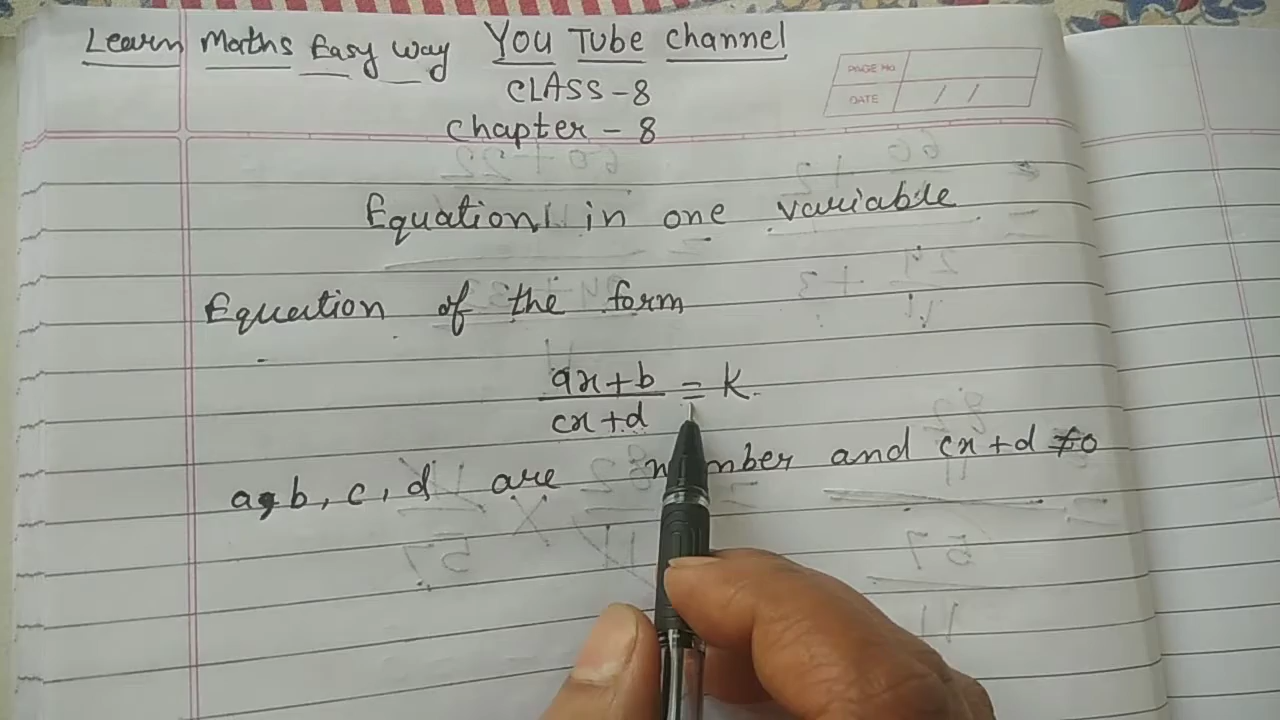 Learn Maths Easy Way YouTube channel
CLASS-8
PAGE No.
DATE / /
Chapter - 8
Equation in one variable
Equation of the form
ax+b / cx+d = K.
a, b, c, d are number and cx+d ≠0